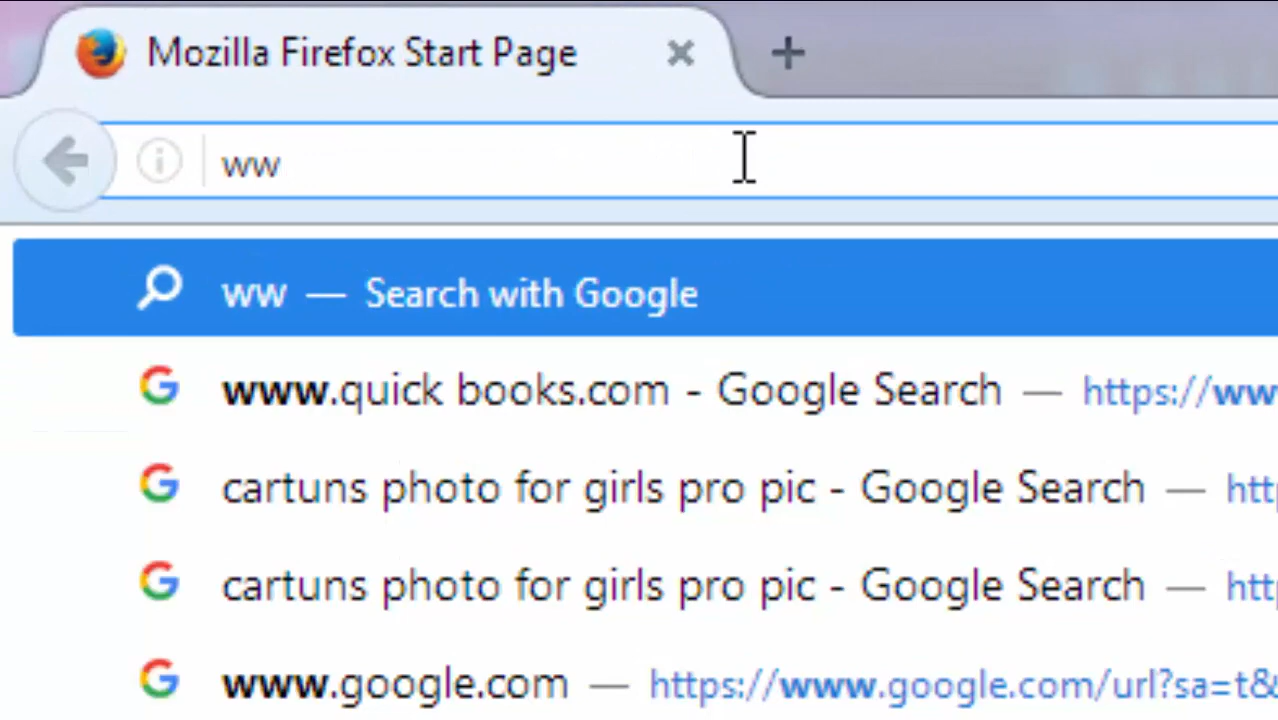 Mozilla Firefox Start Page
ww
ww — Search with Google
www.quick books.com - Google Search — https://ww
cartuns photo for girls pro pic - Google Search — http
cartuns photo for girls pro pic - Google Search — http
www.google.com — https://www.google.com/url?sa=t&